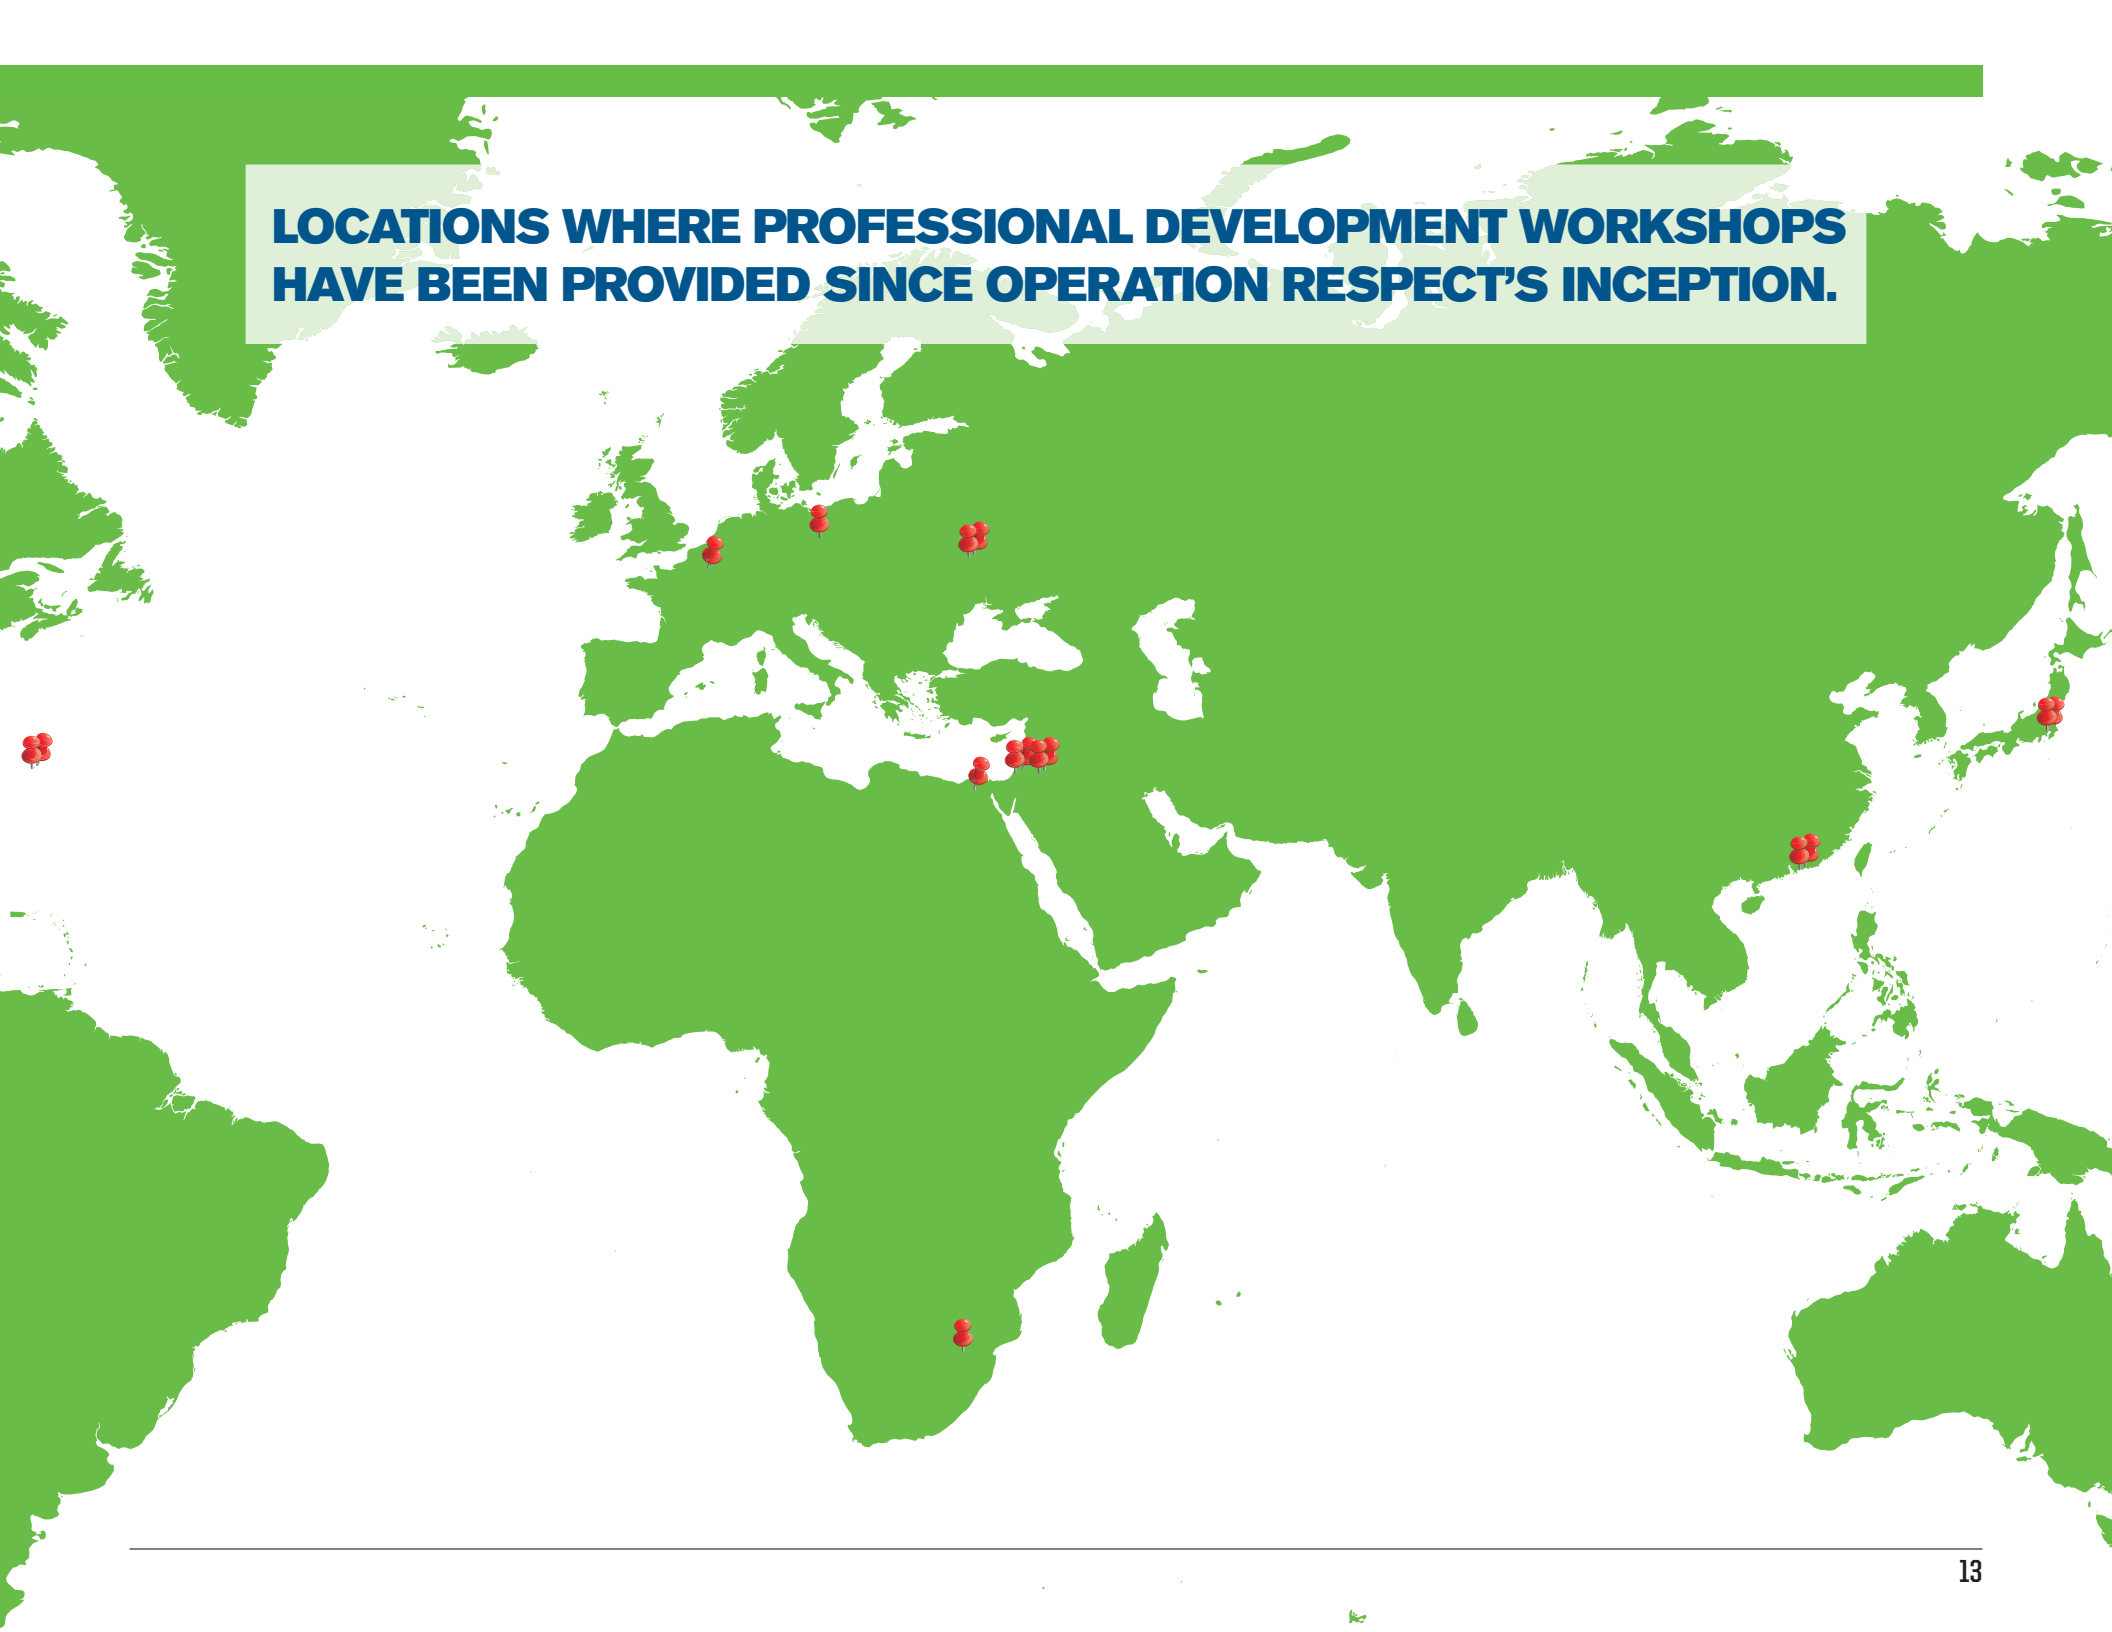 LOCATIONS WHERE PROFESSIONAL DEVELOPMENT WORKSHOPS
HAVE BEEN PROVIDED SINCE OPERATION RESPECT’S INCEPTION.
13